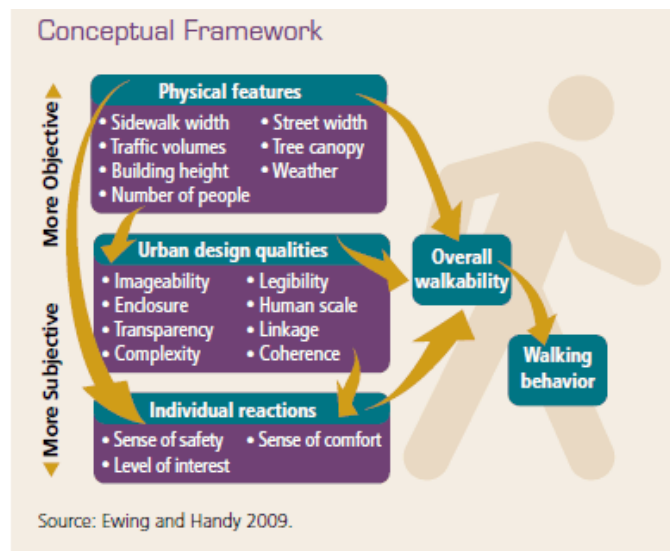 Conceptual Framework
More Objective
More Subjective
Physical features
• Sidewalk width
• Street width
• Traffic volumes
• Tree canopy
• Building height
• Weather
• Number of people
Urban design qualities
• Imageability
• Legibility
• Enclosure
• Human scale
• Transparency
• Linkage
• Complexity
• Coherence
Individual reactions
• Sense of safety
• Sense of comfort
• Level of interest
Overall
walkability
Walking
behavior
Source: Ewing and Handy 2009.